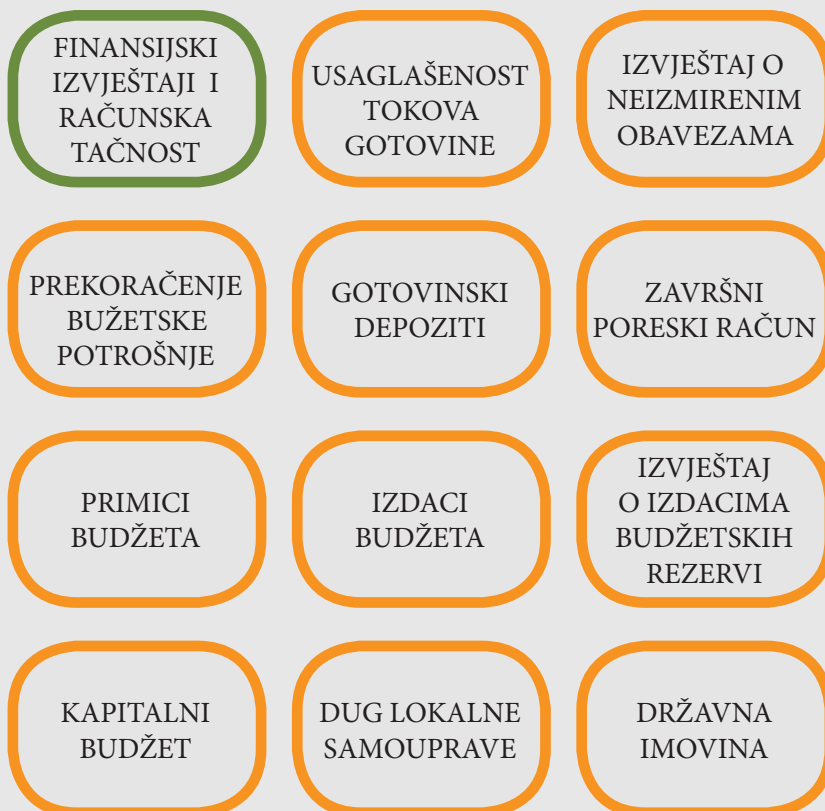 FINANSIJSKI
IZVJEŠTAJI I
RAČUNSKA
TAČNOST
USAGLAŠENOST
TOKOVA
GOTOVINE
IZVJEŠTAJ O
NEIZMIRENIM
OBAVEZAMA
PREKORAČENJE
BUŽETSKE
POTROŠNJE
GOTOVINSKI
DEPOZITI
ZAVRŠNI
PORESKI RAČUN
PRIMICI
BUDŽETA
IZDACI
BUDŽETA
IZVJEŠTAJ
O IZDACIMA
BUDŽETSKIH
REZERVI
KAPITALNI
BUDŽET
DUG LOKALNE
SAMOUPRAVE
DRŽAVNA
IMOVINA